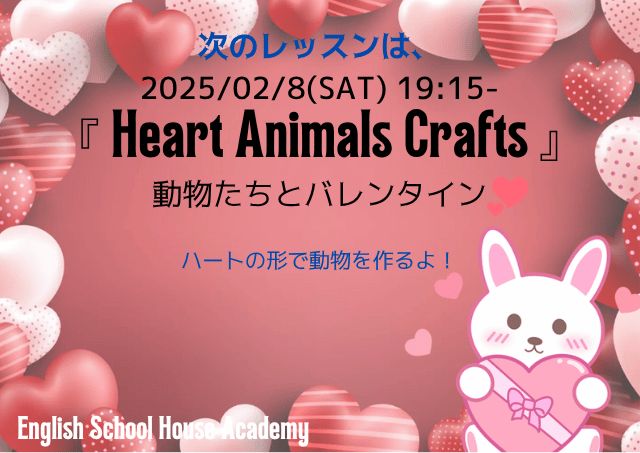 次のレッスンは、
2025/02/8(SAT) 19:15-
『 Heart Animals Crafts 』
動物たちとバレンタイン
ハートの形で動物を作るよ！
English School House Academy